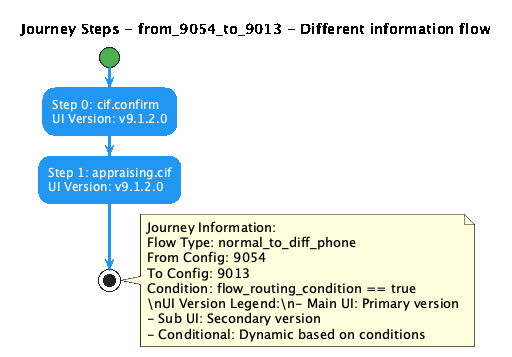 Journey Steps - from_9054_to_9013 - Different information flow
Step 0: cif.confirm
UI Version: v9.1.2.0
Step 1: appraising.cif
UI Version: v9.1.2.0
Journey Information:
Flow Type: normal_to_diff_phone
From Config: 9054
To Config: 9013
Condition: flow_routing_condition == true
\nUI Version Legend:\n- Main UI: Primary version
- Sub UI: Secondary version
- Conditional: Dynamic based on conditions